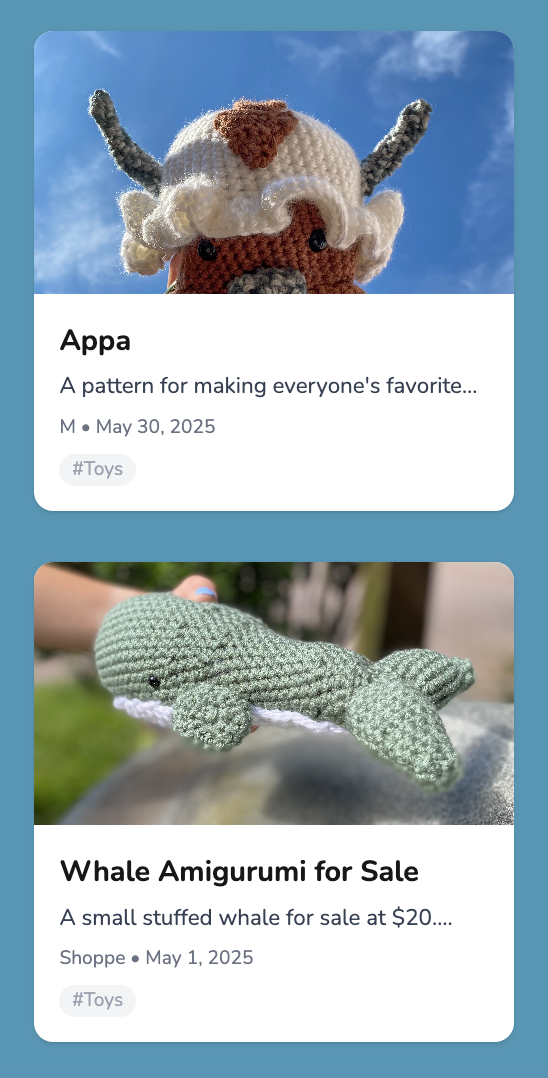 Appa
A pattern for making everyone's favorite...
M • May 30, 2025
#Toys
Whale Amigurumi for Sale
A small stuffed whale for sale at $20....
Shoppe • May 1, 2025
#Toys